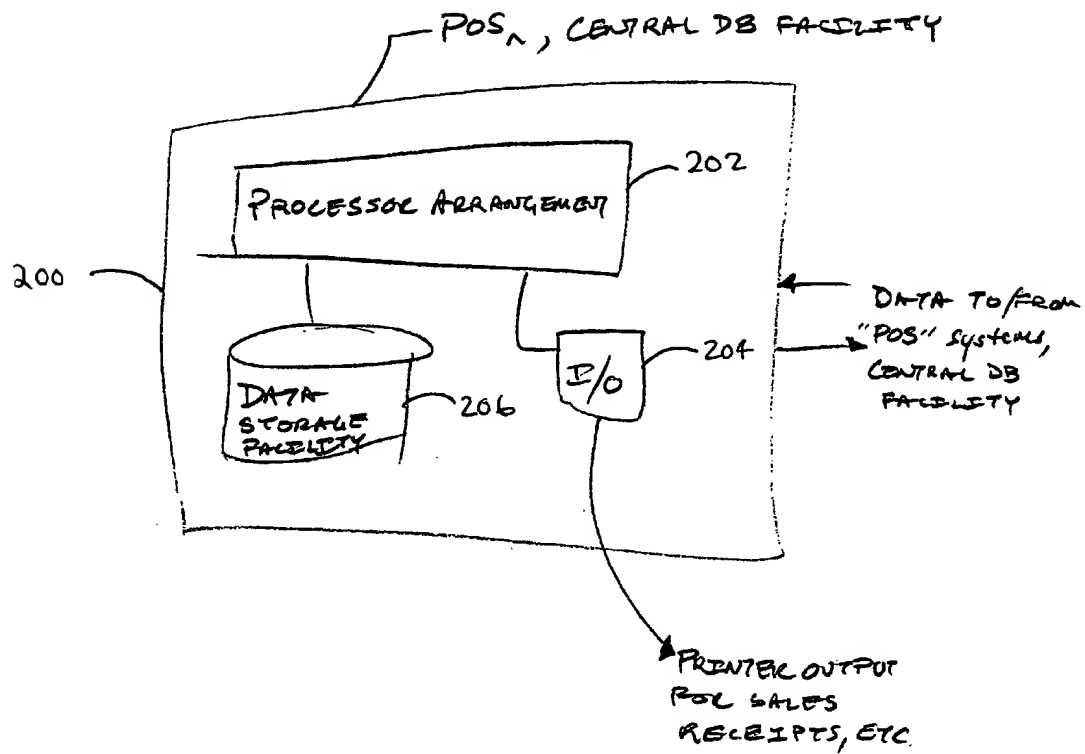 POSn, CENTRAL DB FACILITY
202
PROCESSOR ARRANGEMENT
200
DATA TO/FROM
"POS" systems,
CENTRAL DB
FACILITY
204
I/O
206
DATA
STORAGE
FACILITY
PRINTER OUTPUT
FOR SALES
RECEIPTS, ETC.